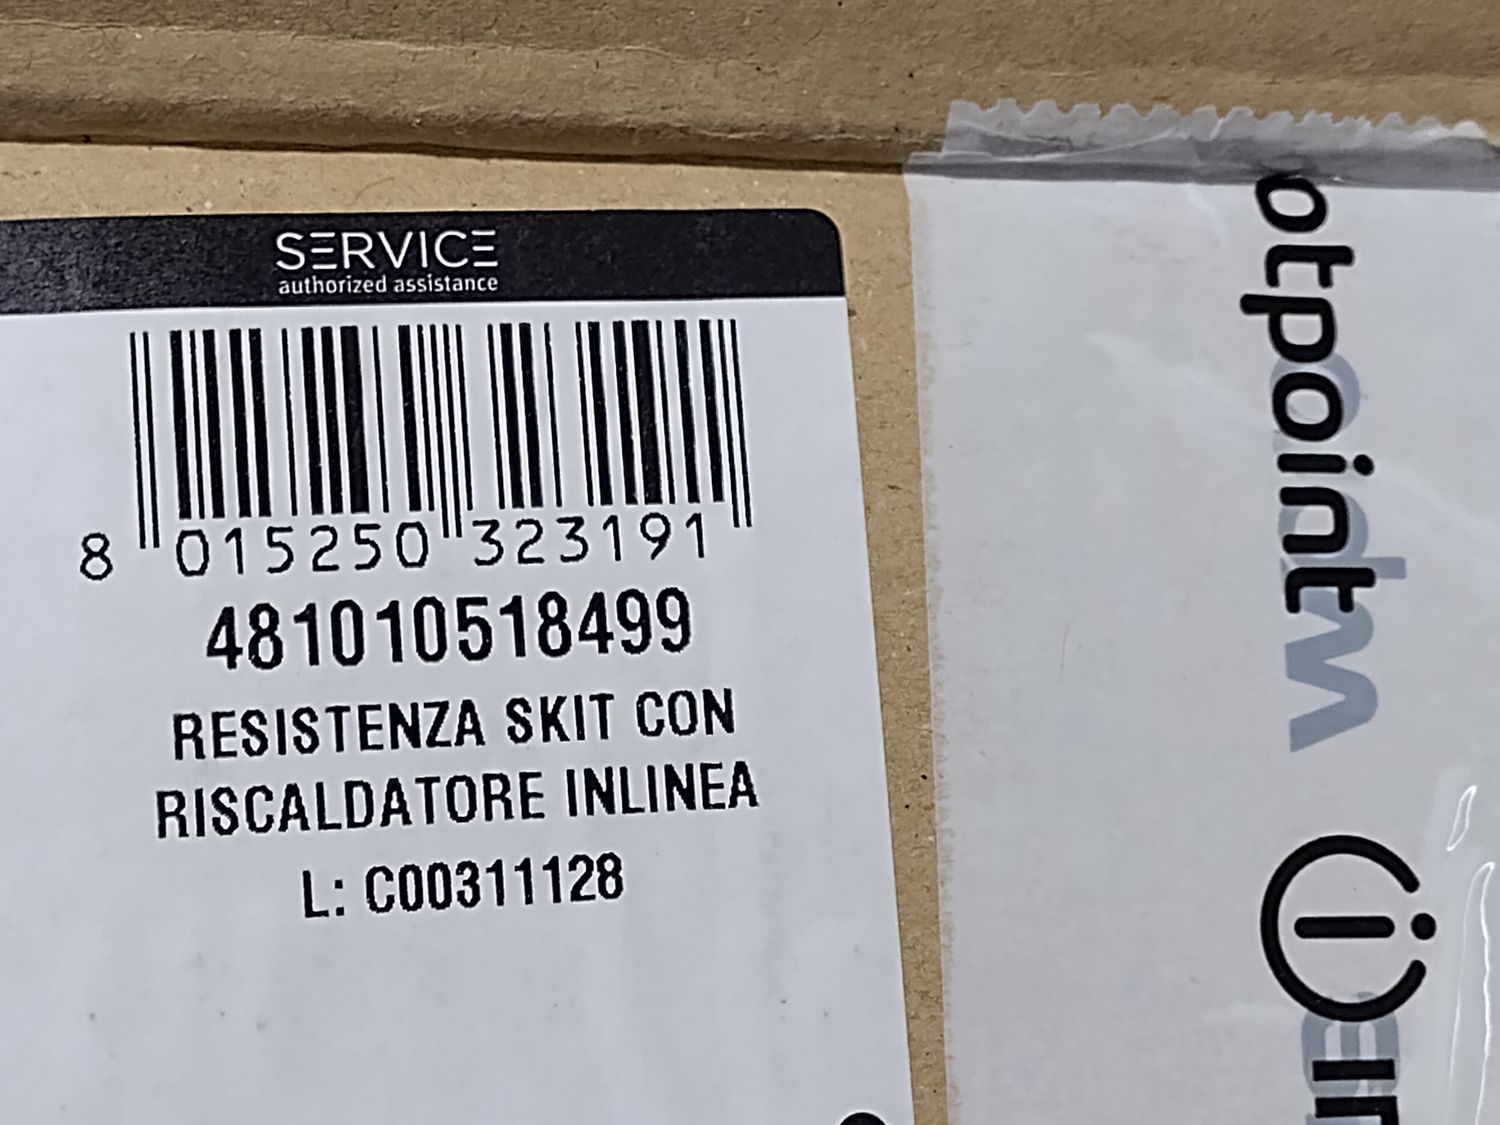 SERVICE
authorized assistance
8 015250 323191
481010518499
RESISTENZA SKIT CON
RISCALDATORE INLINEA
L: C00311128
otpoint